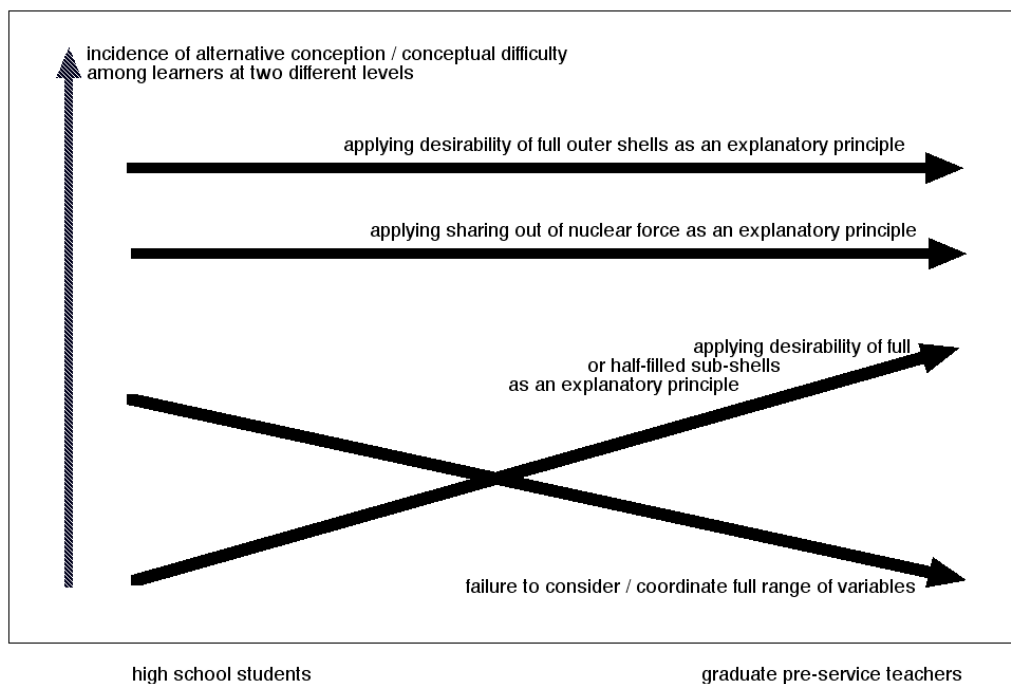 incidence of alternative conception / conceptual difficulty
among learners at two different levels
applying desirability of full outer shells as an explanatory principle
applying sharing out of nuclear force as an explanatory principle
applying desirability of full
or half-filled sub-shells
as an explanatory principle
failure to consider / coordinate full range of variables
high school students
graduate pre-service teachers